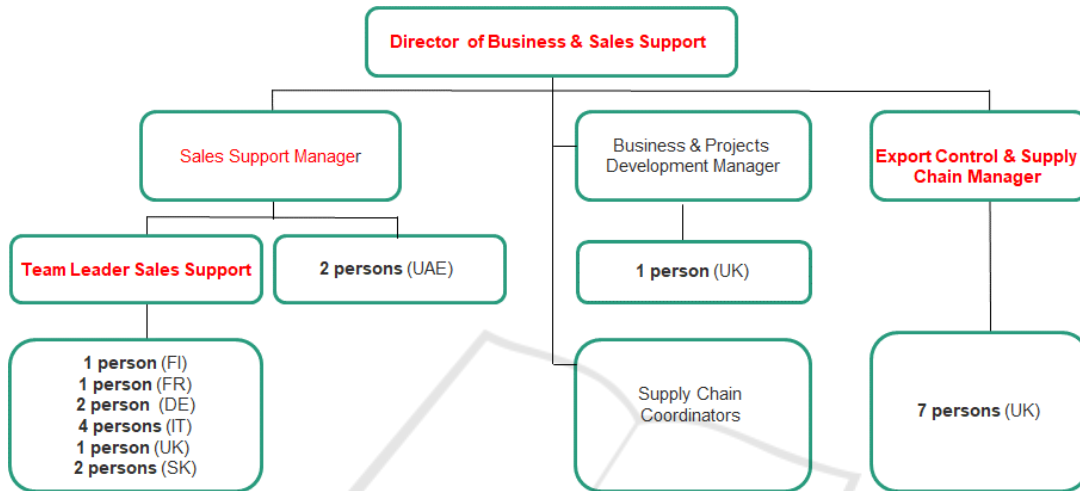 Director of Business & Sales Support
Sales Support Manager
Business & Projects
Development Manager
Export Control & Supply
Chain Manager
Team Leader Sales Support
2 persons (UAE)
1 person (UK)
1 person (FI)
1 person (FR)
2 person (DE)
4 persons (IT)
1 person (UK)
2 persons (SK)
Supply Chain
Coordinators
7 persons (UK)